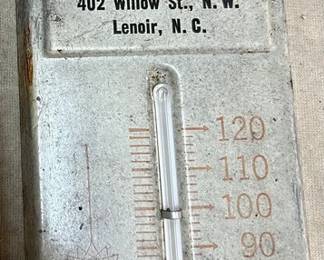 402 Willow St., N. W.
Lenoir, N. C.
120
110
100
90